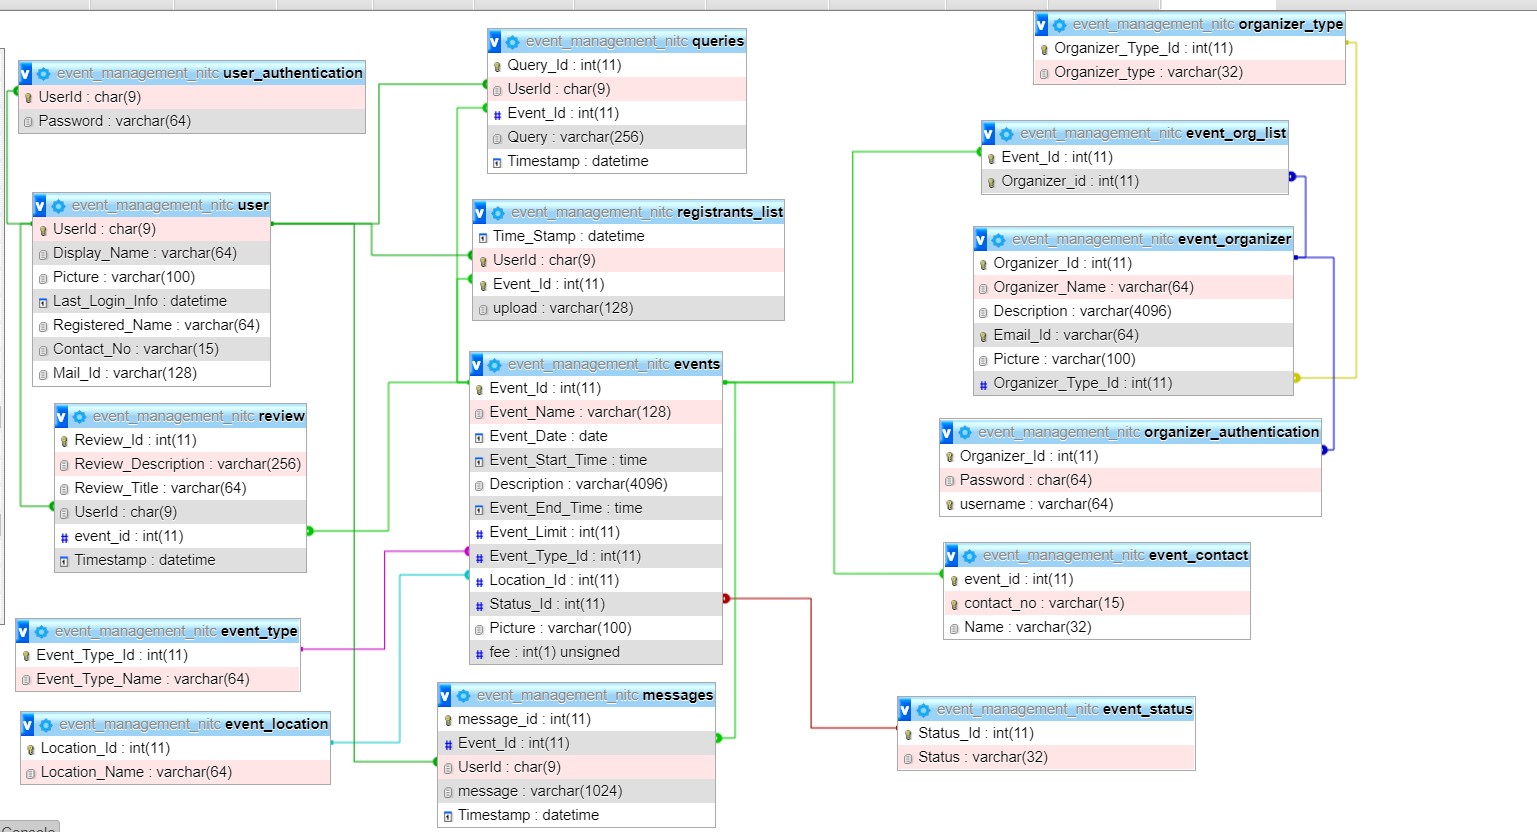 event_management_nitc user_authentication
UserId : char(9)
Password : varchar(64)
event_management_nitc user
UserId : char(9)
Display_Name : varchar(64)
Picture : varchar(100)
Last_Login_Info : datetime
Registered_Name : varchar(64)
Contact_No : varchar(15)
Mail_Id : varchar(128)
event_management_nitc review
Review_Id : int(11)
Review_Description : varchar(256)
Review_Title : varchar(64)
UserId : char(9)
event_id : int(11)
Timestamp : datetime
event_management_nitc event_type
Event_Type_Id : int(11)
Event_Type_Name : varchar(64)
event_management_nitc event_location
Location_Id : int(11)
Location_Name : varchar(64)
event_management_nitc queries
Query_Id : int(11)
UserId : char(9)
Event_Id : int(11)
Query : varchar(256)
Timestamp : datetime
event_management_nitc registrants_list
Time_Stamp : datetime
UserId : char(9)
Event_Id : int(11)
upload : varchar(128)
event_management_nitc events
Event_Id : int(11)
Event_Name : varchar(128)
Event_Date : date
Event_Start_Time : time
Description : varchar(4096)
Event_End_Time : time
Event_Limit : int(11)
Event_Type_Id : int(11)
Location_Id : int(11)
Status_Id : int(11)
Picture : varchar(100)
fee : int(1) unsigned
event_management_nitc messages
message_id : int(11)
Event_Id : int(11)
UserId : char(9)
message : varchar(1024)
Timestamp : datetime
event_management_nitc organizer_type
Organizer_Type_Id : int(11)
Organizer_type : varchar(32)
event_management_nitc event_org_list
Event_Id : int(11)
Organizer_id : int(11)
event_management_nitc event_organizer
Organizer_Id : int(11)
Organizer_Name : varchar(64)
Description : varchar(4096)
Email_Id : varchar(64)
Picture : varchar(100)
Organizer_Type_Id : int(11)
event_management_nitc organizer_authentication
Organizer_Id : int(11)
Password : char(64)
username : varchar(64)
event_management_nitc event_contact
event_id : int(11)
contact_no : varchar(15)
Name : varchar(32)
event_management_nitc event_status
Status_Id : int(11)
Status : varchar(32)
Console